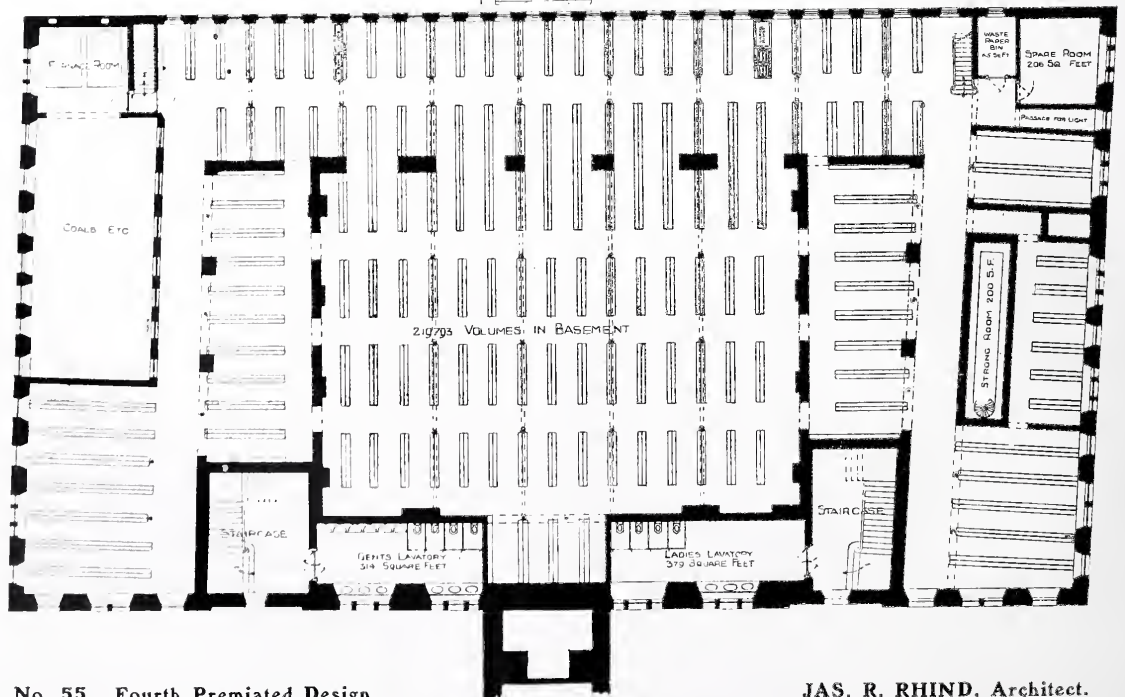 FURNACE ROOM
WASTE
PAPER
BIN
SPARE ROOM
206 SQ. FEET
PASSAGE FOR LIGHT
COALS ETC
STRONG ROOM 200 S.F.
VOLUMES IN BASEMENT
STAIRCASE
GENTS LAVATORY
314 SQUARE FEET
LADIES LAVATORY
379 SQUARE FEET
STAIRCASE
No. 55. Fourth Premiated Design.
JAS. R. RHIND, Architect.